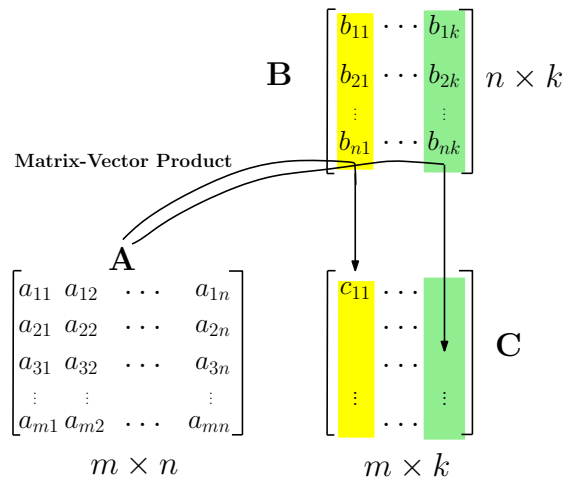 b11 ⋯ b1k
B b21 ⋯ b2k n × k
⋮ ⋮
bn1 ⋯ bnk
Matrix-Vector Product
A
a11 a12 ⋯ a1n
a21 a22 ⋯ a2n
a31 a32 ⋯ a3n
⋮ ⋮ ⋮
am1 am2 ⋯ amn
m × n
c11 ⋯
⋯
⋯ C
⋮ ⋮
⋯
m × k